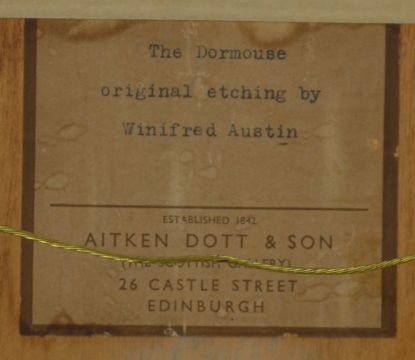 The Dormouse
original etching by
Winifred Austin
ESTABLISHED 1842
AITKEN DOTT & SON
(THE SCOTTISH GALLERY)
26 CASTLE STREET
EDINBURGH